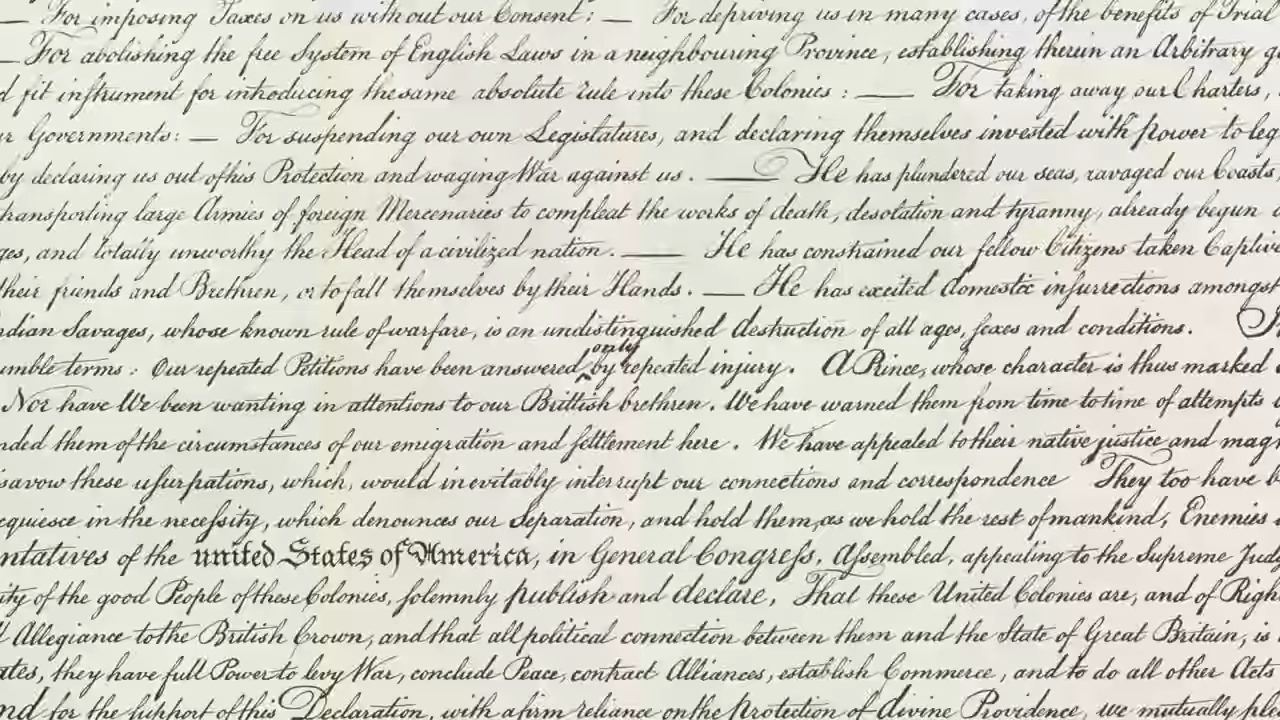 — For imposing Taxes on us without our Consent: — For depriving us in many cases, of the benefits of Trial
— For abolishing the free System of English Laws in a neighbouring Province, establishing therein an Arbitrary g
d fit instrument for introducing the same absolute rule into these Colonies : — For taking away our Charters,
r Governments: — For suspending our own Legislatures, and declaring themselves invested with power to leg
by declaring us out of his Protection and waging War against us. — He has plundered our seas, ravaged our Coasts,
transporting large Armies of foreign Mercenaries to compleat the works of death, desolation and tyranny, already begun
ges, and totally unworthy the Head of a civilized nation. — He has constrained our fellow Citizens taken Captive
their friends and Brethren, or to fall themselves by their Hands. — He has excited domestic insurrections amongst
ndian Savages, whose known rule of warfare, is an undistinguished destruction of all ages, sexes and conditions.
umble terms : Our repeated Petitions have been answered only by repeated injury. A Prince, whose character is thus marked
Nor have We been wanting in attentions to our Brittish brethren. We have warned them from time to time of attempts
nded them of the circumstances of our emigration and settlement here. We have appealed to their native justice and mag
isavow these usurpations, which, would inevitably interrupt our connections and correspondence They too have b
cquiesce in the necessity, which denounces our Separation, and hold them, as we hold the rest of mankind, Enemies
ntatives of the united States of America, in General Congress, Assembled, appealing to the Supreme Judg
ity of the good People of these Colonies, solemnly publish and declare, That these United Colonies are, and of Righ
l Allegiance to the British Crown, and that all political connection between them and the State of Great Britain, is
ates, they have full Power to levy War, conclude Peace, contract Alliances, establish Commerce, and to do all other Acts
nd for the support of this Declaration, with a firm reliance on the protection of divine Providence, we mutually ple